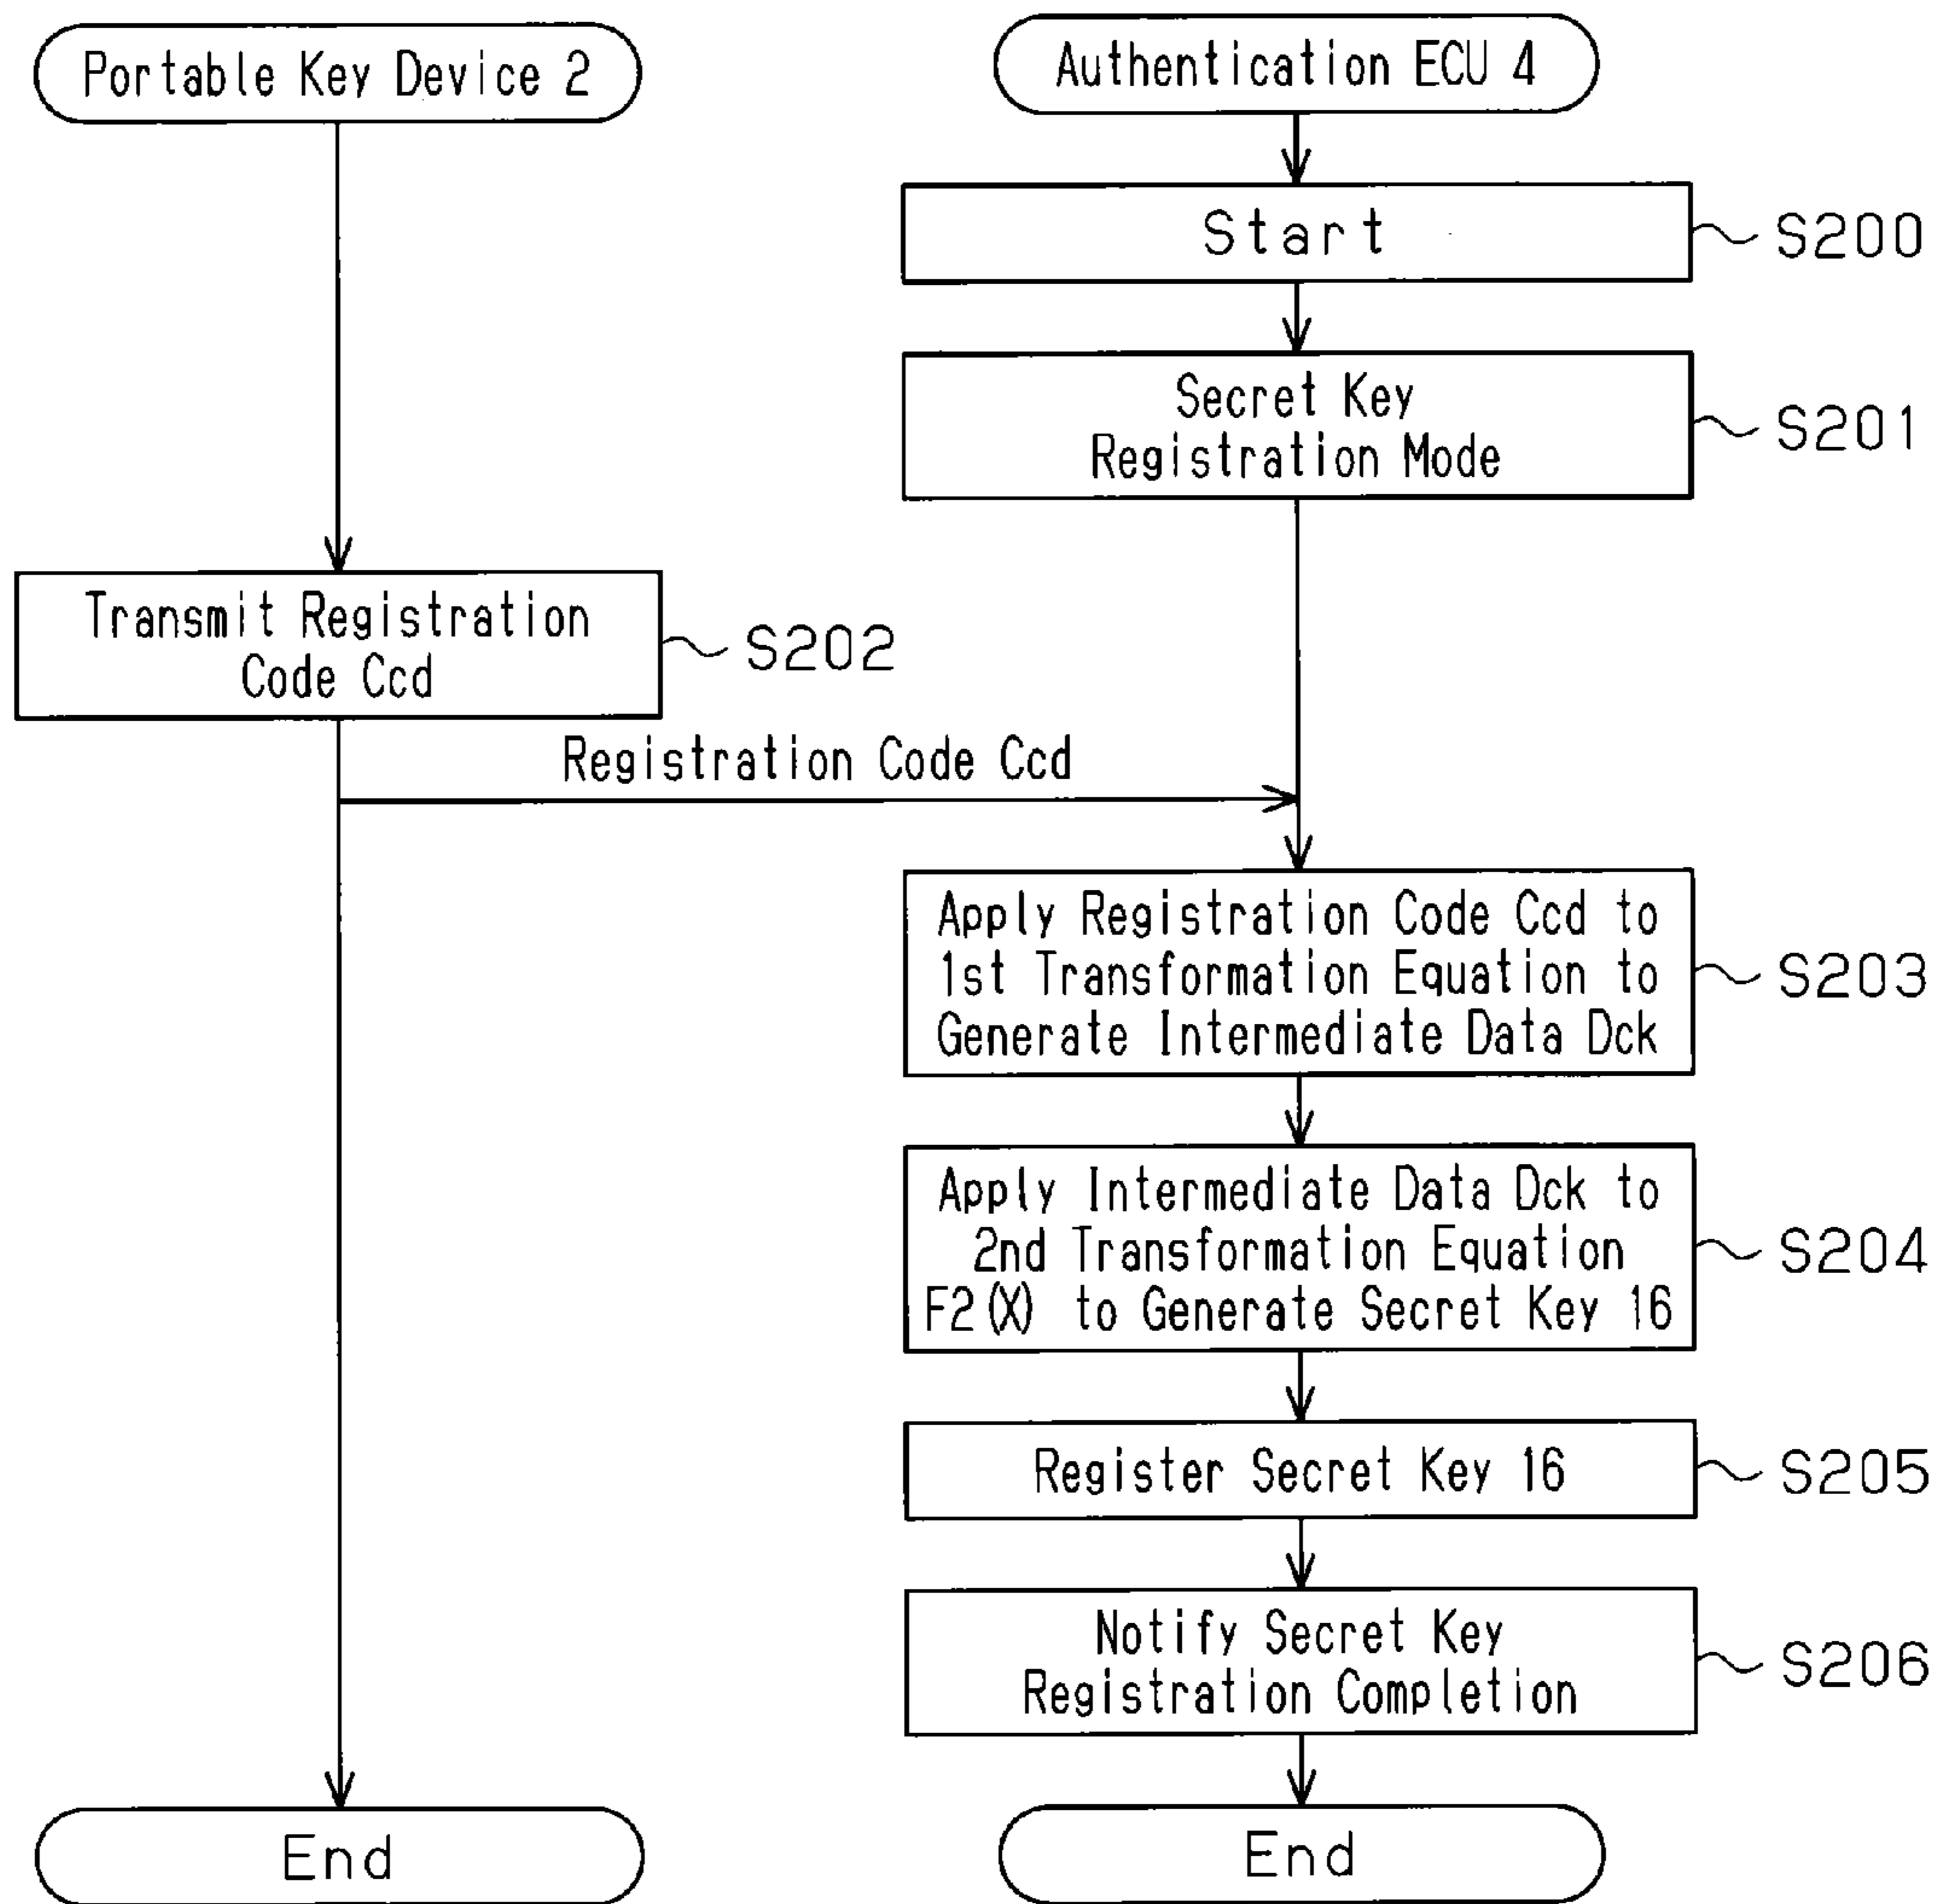 Portable Key Device 2
Authentication ECU 4
Start
S200
Secret Key
Registration Mode
S201
Transmit Registration
Code Ccd
S202
Registration Code Ccd
Apply Registration Code Ccd to
1st Transformation Equation to
Generate Intermediate Data Dck
S203
Apply Intermediate Data Dck to
2nd Transformation Equation
F2(X) to Generate Secret Key 16
S204
Register Secret Key 16
S205
Notify Secret Key
Registration Completion
S206
End
End